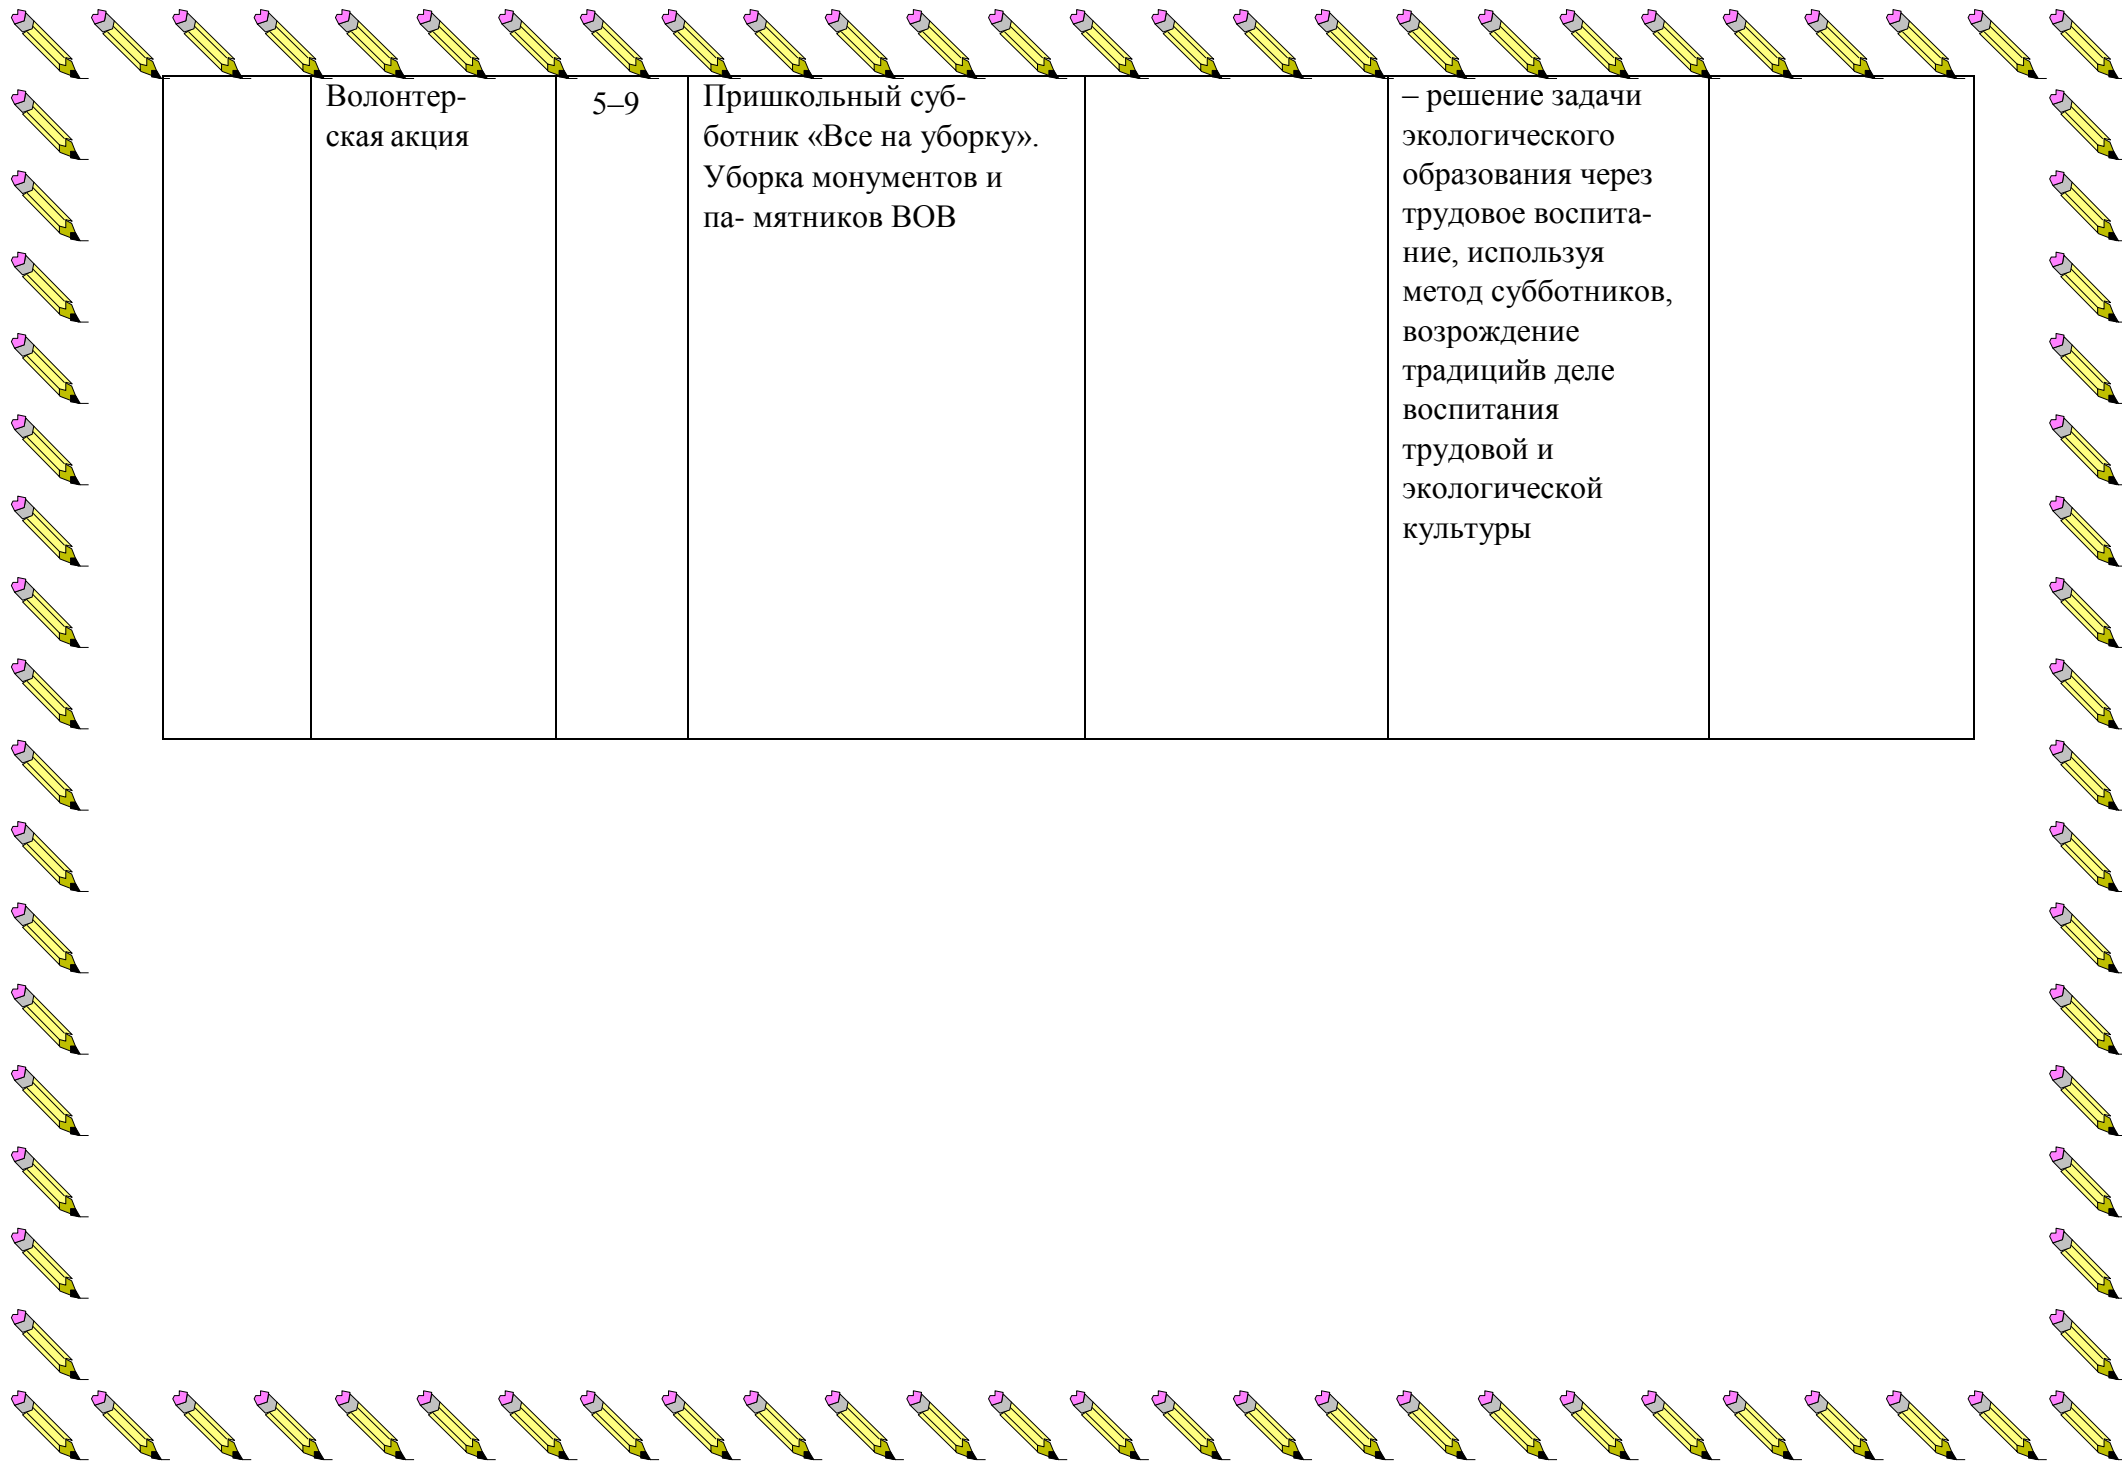 Волонтер-
ская акция
5–9
Пришкольный суб-
ботник «Все на уборку».
Уборка монументов и
па- мятников ВОВ
– решение задачи
экологического
образования через
трудовое воспита-
ние, используя
метод субботников,
возрождение
традицийв деле
воспитания
трудовой и
экологической
культуры